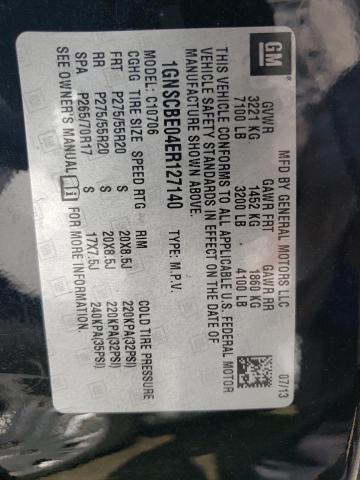 GM
MFD BY GENERAL MOTORS LLC 07/13
GVWR GAWR FRT GAWR RR
3221 KG 1452 KG 1860 KG
7100 LB 3200 LB 4100 LB
THIS VEHICLE CONFORMS TO ALL APPLICABLE U.S. FEDERAL MOTOR
VEHICLE SAFETY STANDARDS IN EFFECT ON THE DATE OF
MANUFACTURE SHOWN ABOVE.
1GNSCBE04ER127140 TYPE: M.P.V.
MODEL: C10706
CGHG TIRE SIZE SPEED RTG RIM COLD TIRE PRESSURE
FRT P275/55R20 S 20X8.5J 220KPA(32PSI)
RR P275/55R20 S 20X8.5J 220KPA(32PSI)
SPA P265/70R17 S 17X7.5J 240KPA(35PSI)
SEE OWNER'S MANUAL i FOR MORE INFORMATION.